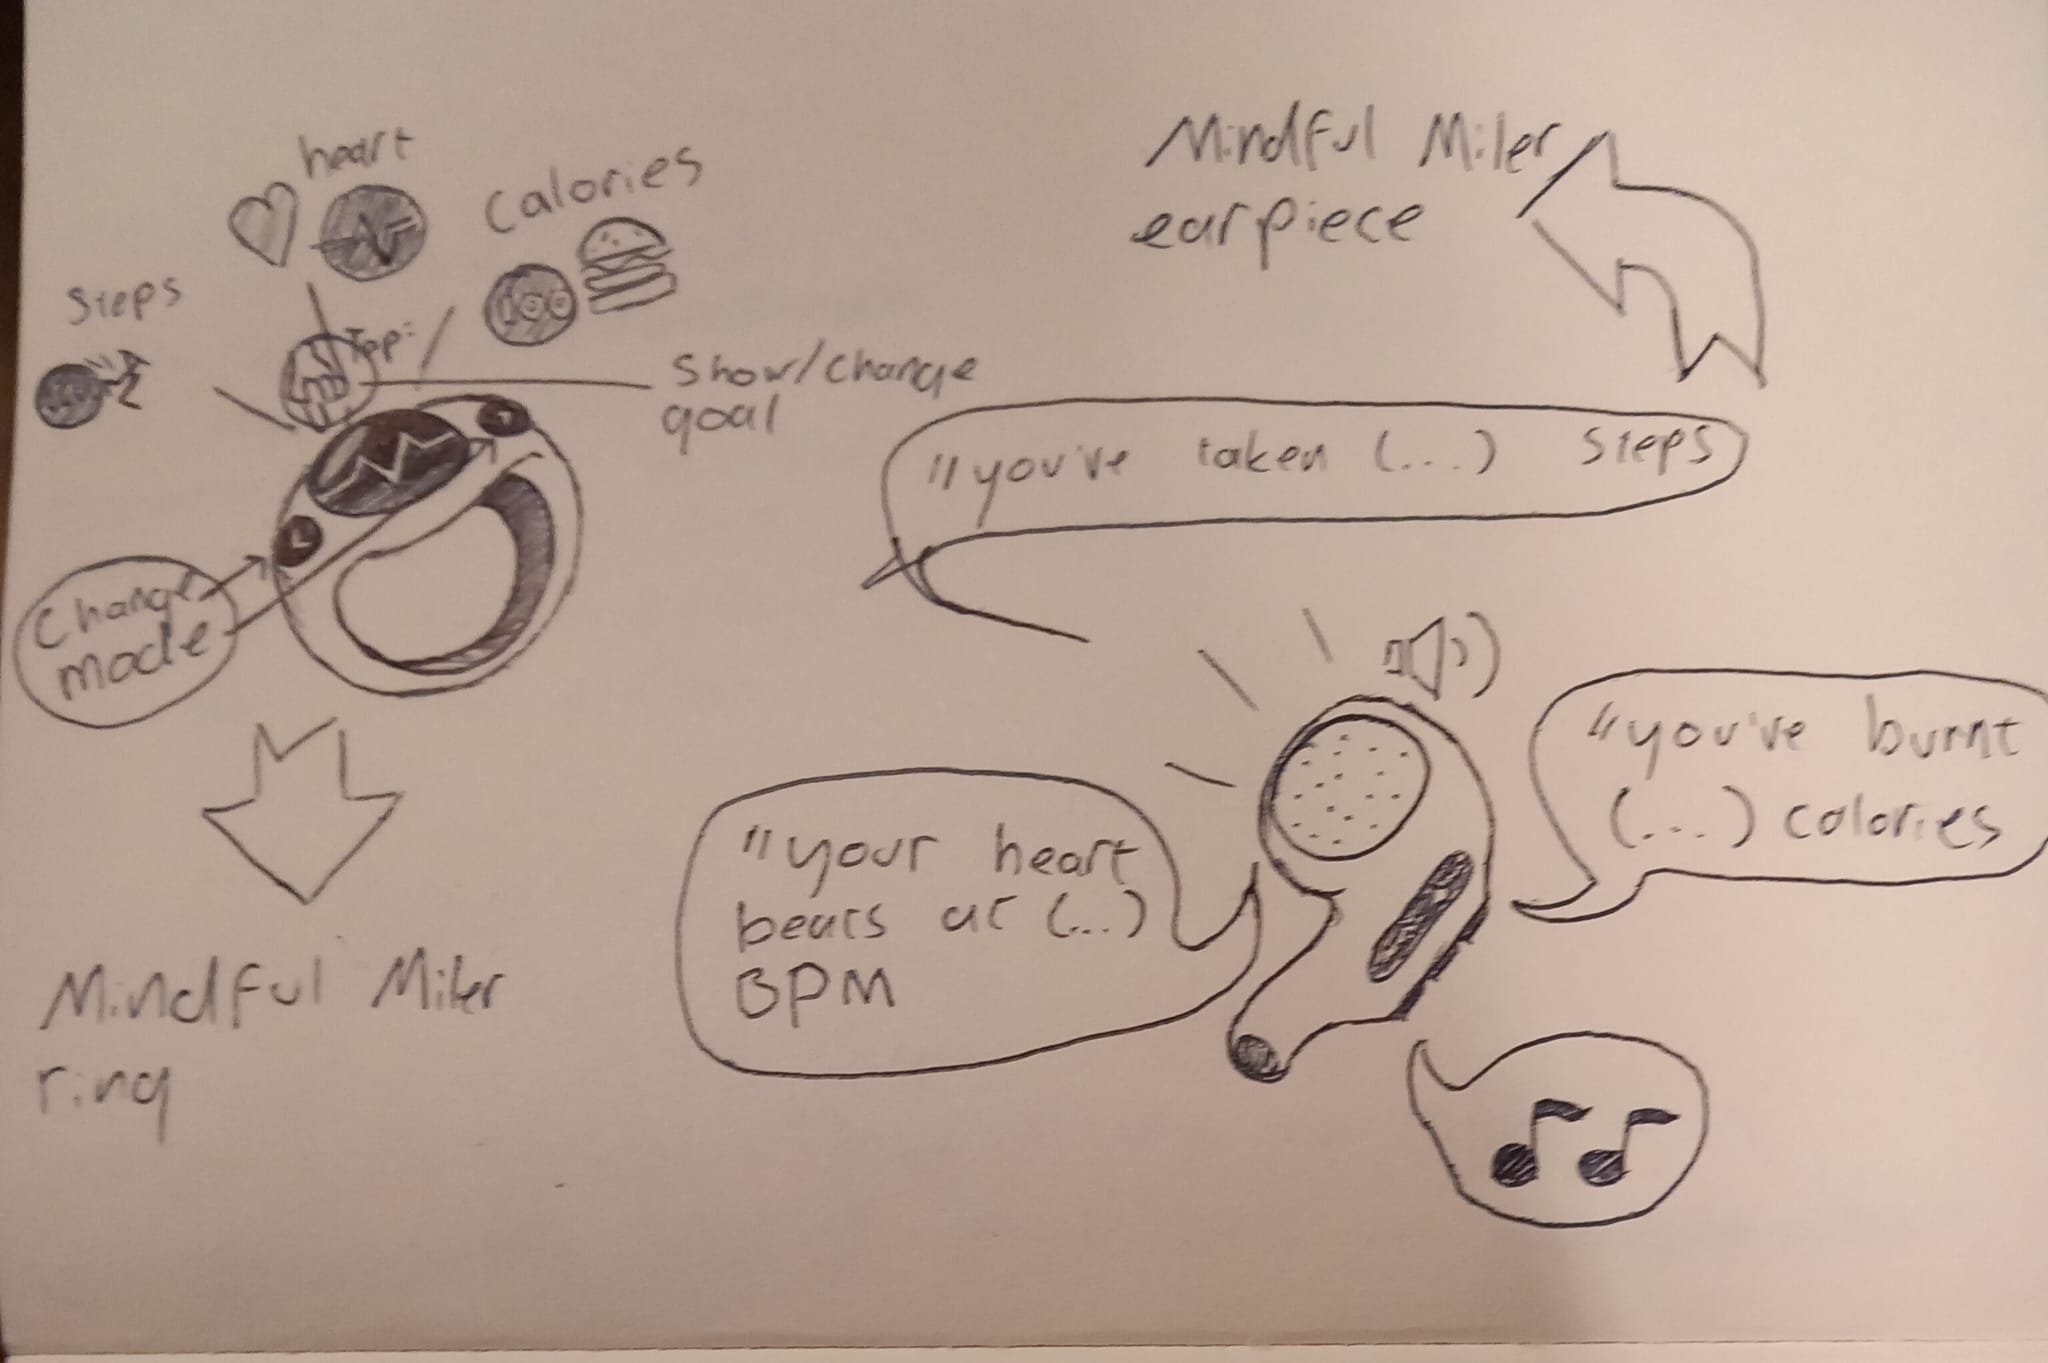 heart
Calories
Steps
100
Tap:
Show/change
goal
Change
mode
Mindful Miler
ring
Mindful Miler
earpiece
"you've taken (...) steps
"your heart
beats at (...)
BPM
"you've burnt
(...) calories